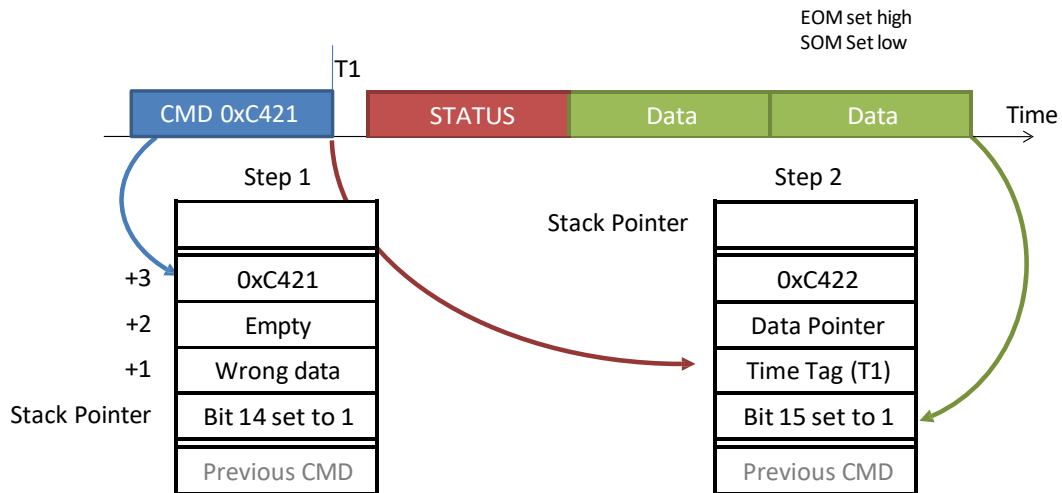 EOM set high
SOM Set low
T1
CMD 0xC421
STATUS
Data
Data
Time
Step 1
Step 2
Stack Pointer
+3
0xC421
0xC422
+2
Empty
Data Pointer
+1
Wrong data
Time Tag (T1)
Stack Pointer
Bit 14 set to 1
Bit 15 set to 1
Previous CMD
Previous CMD